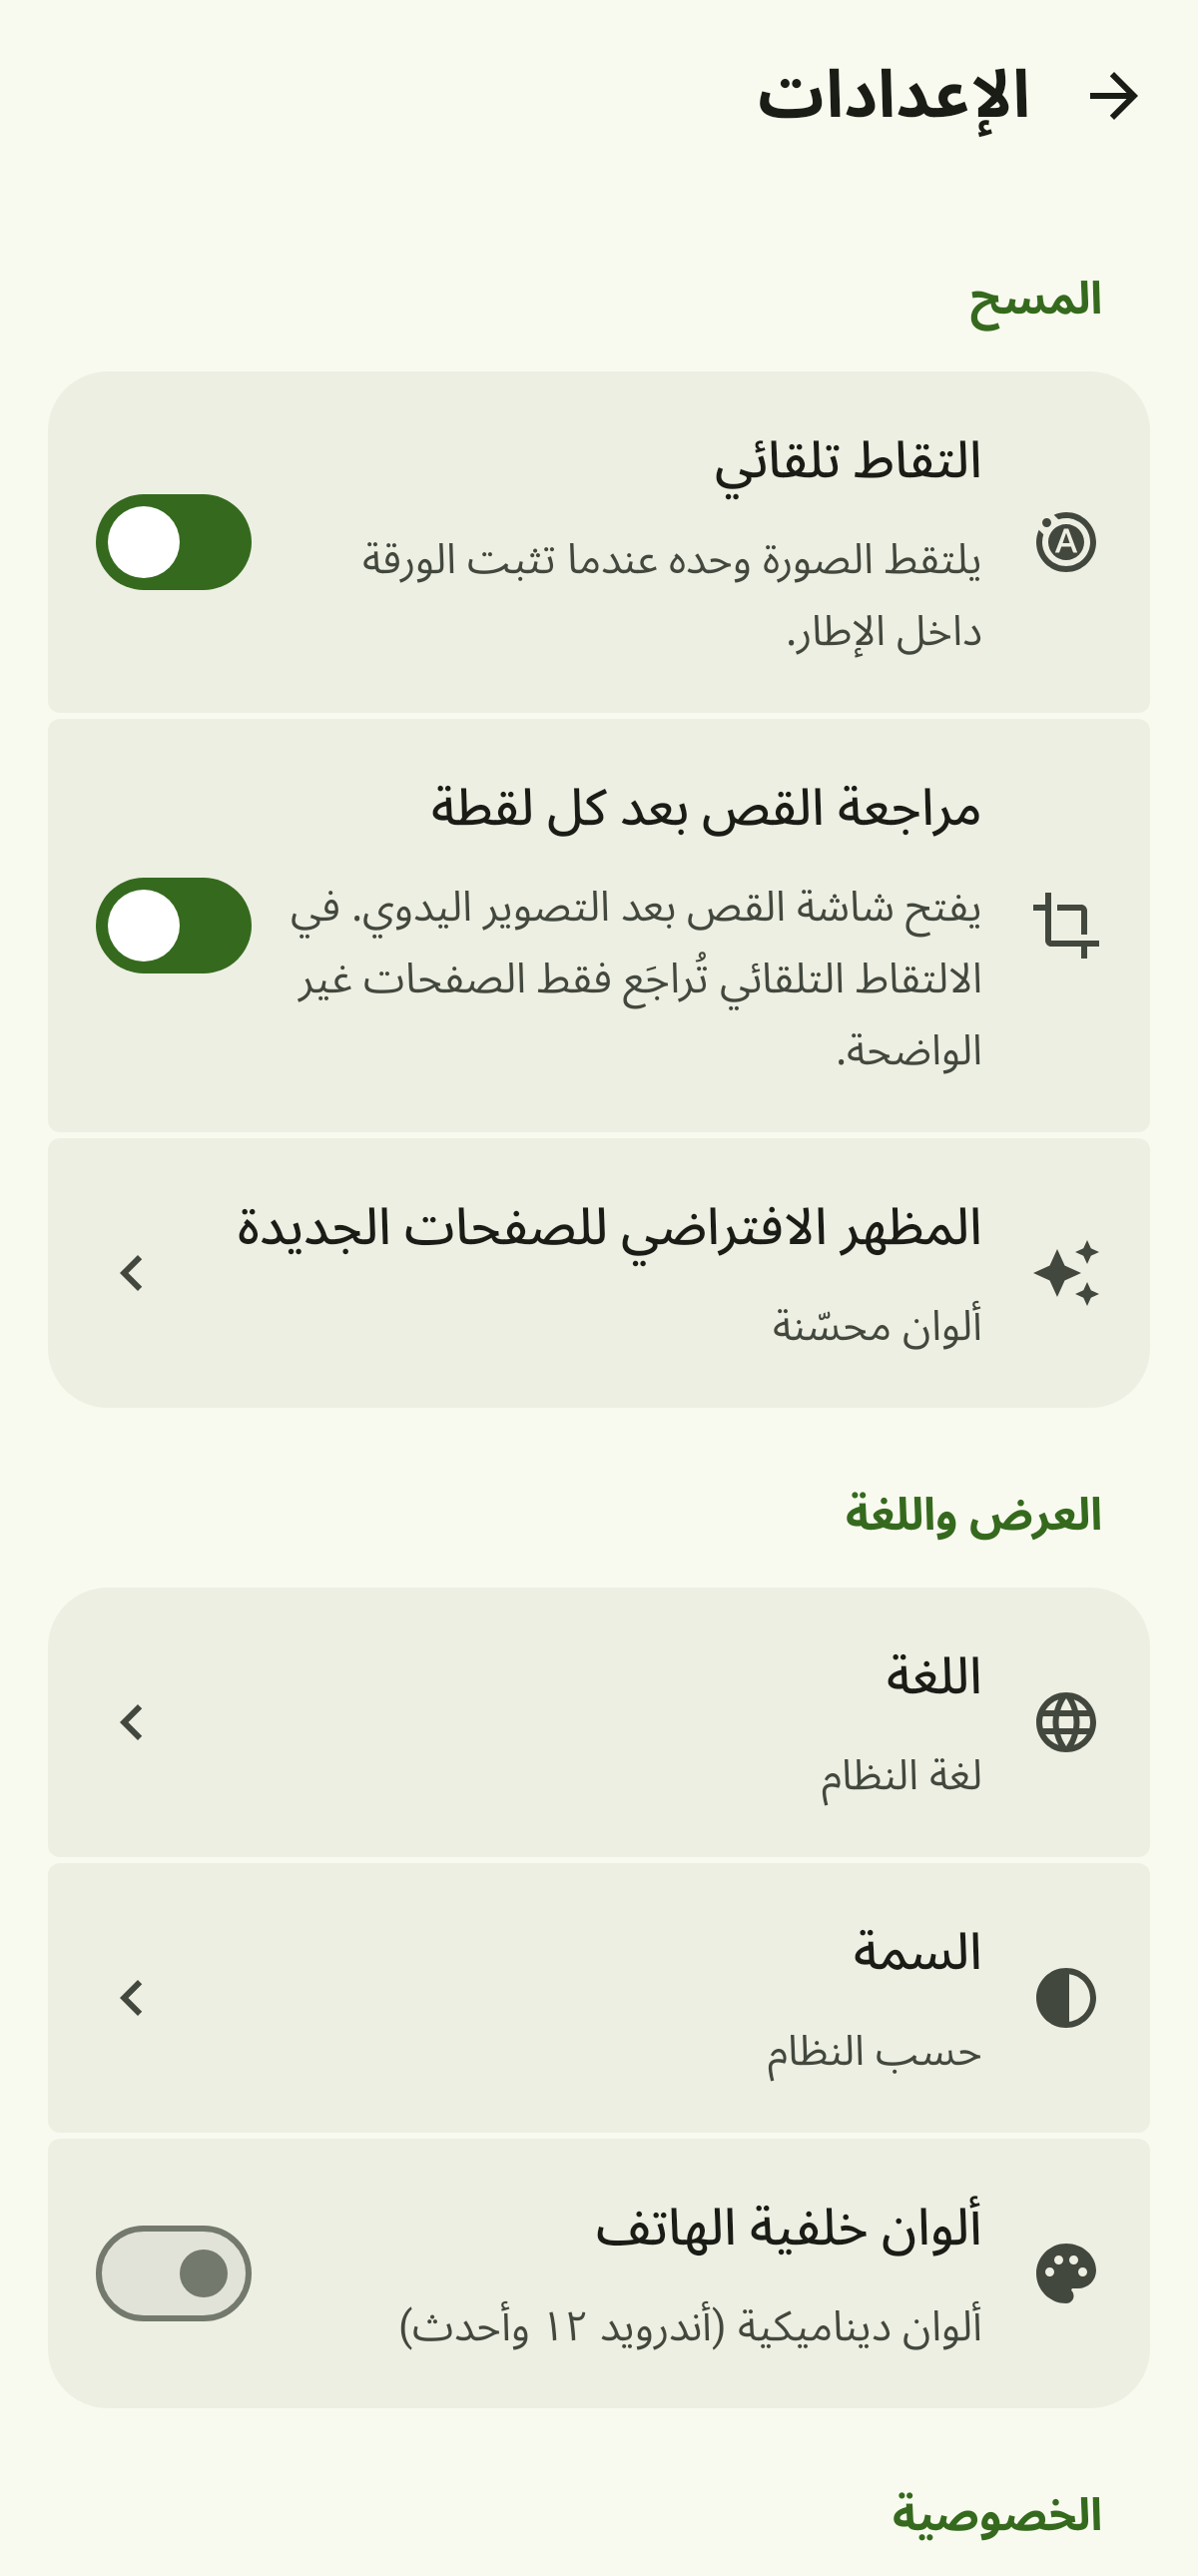 الإعدادات
المسح
التقاط تلقائي
يلتقط الصورة وحده عندما تثبت الورقة
داخل الإطار.
مراجعة القص بعد كل لقطة
يفتح شاشة القص بعد التصوير اليدوي. في
الالتقاط التلقائي تُراجَع فقط الصفحات غير
الواضحة.
المظهر الافتراضي للصفحات الجديدة
ألوان محسّنة
العرض واللغة
اللغة
لغة النظام
السمة
حسب النظام
ألوان خلفية الهاتف
ألوان ديناميكية (أندرويد ١٢ وأحدث)
الخصوصية